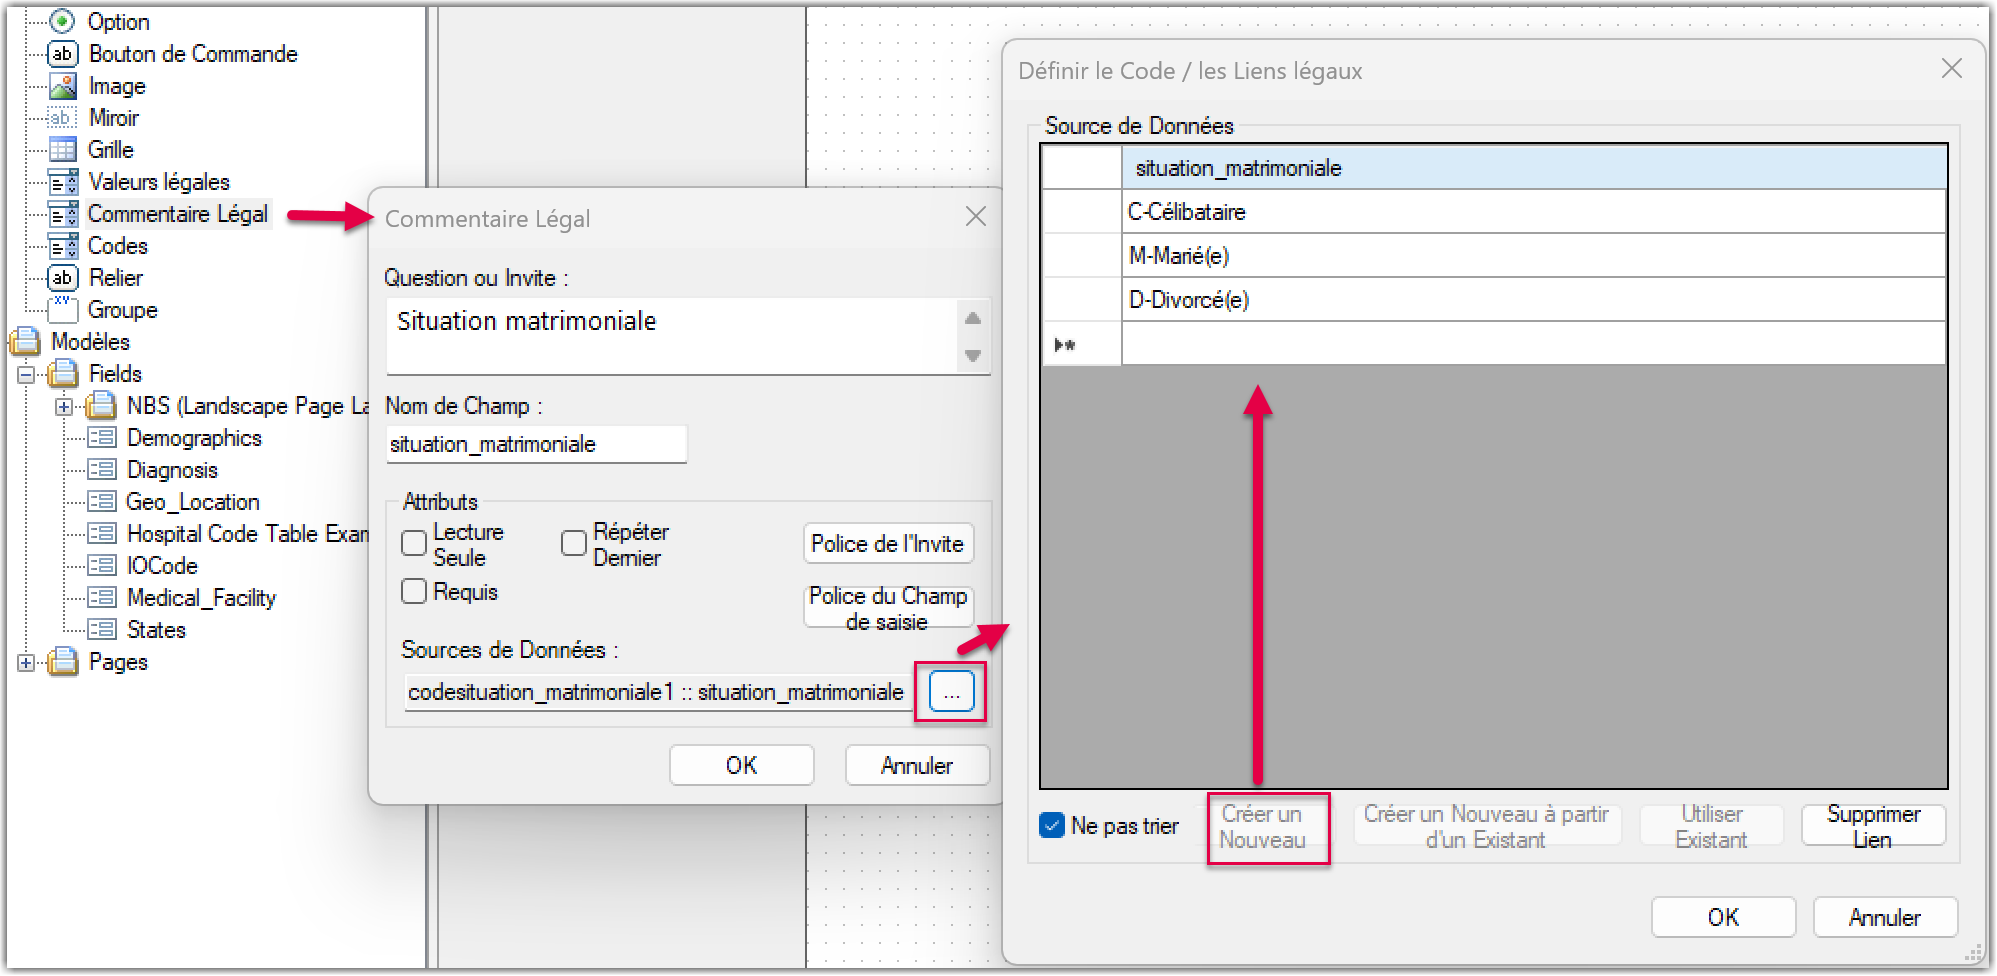 Option
Bouton de Commande
Image
Miroir
Grille
Valeurs légales
Commentaire Légal
Codes
Relier
Groupe
Modèles
Fields
NBS (Landscape Page La
Demographics
Diagnosis
Geo_Location
Hospital Code Table Exam
IOCode
Medical_Facility
States
Pages
Commentaire Légal
Question ou Invite :
Situation matrimoniale
Nom de Champ :
situation_matrimoniale
Attributs
Lecture
Seule
Répéter
Dernier
Requis
Police de l'Invite
Police du Champ
de saisie
Sources de Données :
codesituation_matrimoniale1 :: situation_matrimoniale
...
OK
Annuler
Définir le Code / les Liens légaux
Source de Données
situation_matrimoniale
C-Célibataire
M-Marié(e)
D-Divorcé(e)
Ne pas trier
Créer un
Nouveau
Créer un Nouveau à partir
d'un Existant
Utiliser
Existant
Supprimer
Lien
OK
Annuler